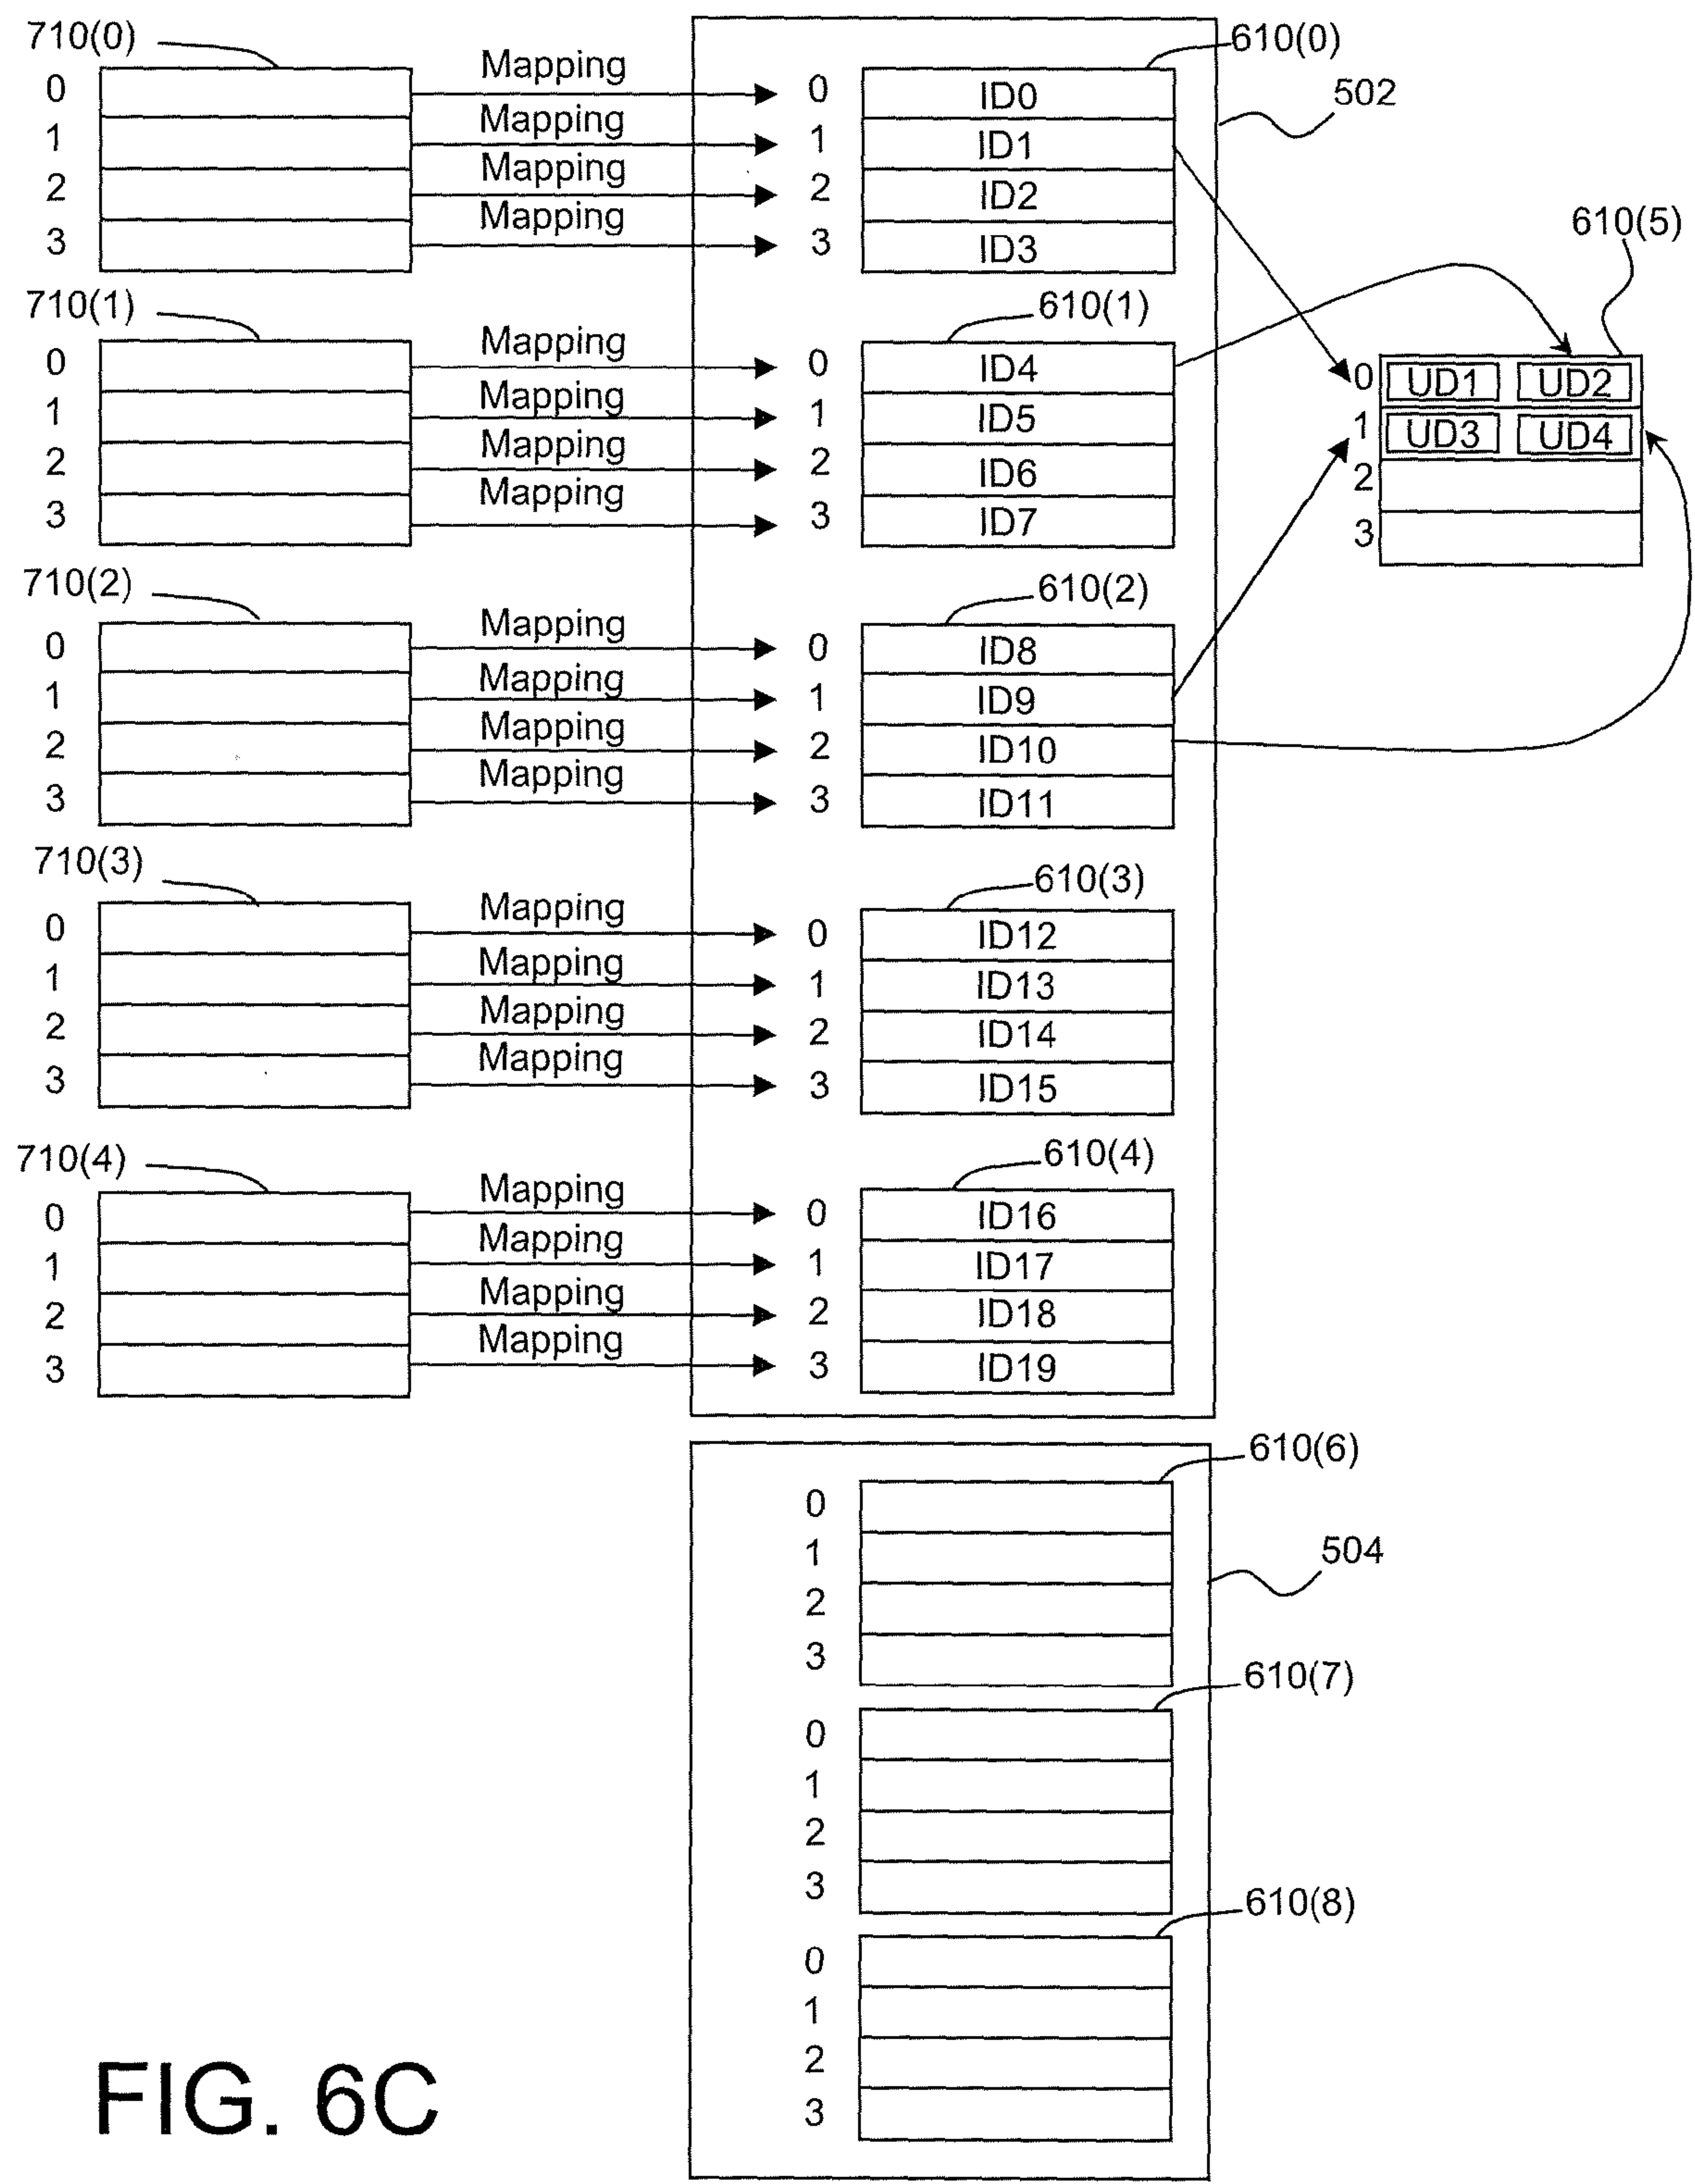 710(0) 610(0)
Mapping
0 0 ID0 502
Mapping
1 1 ID1
Mapping
2 2 ID2
Mapping
3 3 ID3
610(5)
710(1) 610(1)
Mapping
0 0 ID4 0 UD1 UD2
Mapping
1 1 ID5 1 UD3 UD4
Mapping
2 2 ID6 2
Mapping
3 3 ID7 3
710(2) 610(2)
Mapping
0 0 ID8
Mapping
1 1 ID9
Mapping
2 2 ID10
Mapping
3 3 ID11
710(3) 610(3)
Mapping
0 0 ID12
Mapping
1 1 ID13
Mapping
2 2 ID14
Mapping
3 3 ID15
710(4) 610(4)
Mapping
0 0 ID16
Mapping
1 1 ID17
Mapping
2 2 ID18
Mapping
3 3 ID19
610(6)
0
1 504
2
3
610(7)
0
1
2
3
610(8)
0
1
2
3
FIG. 6C